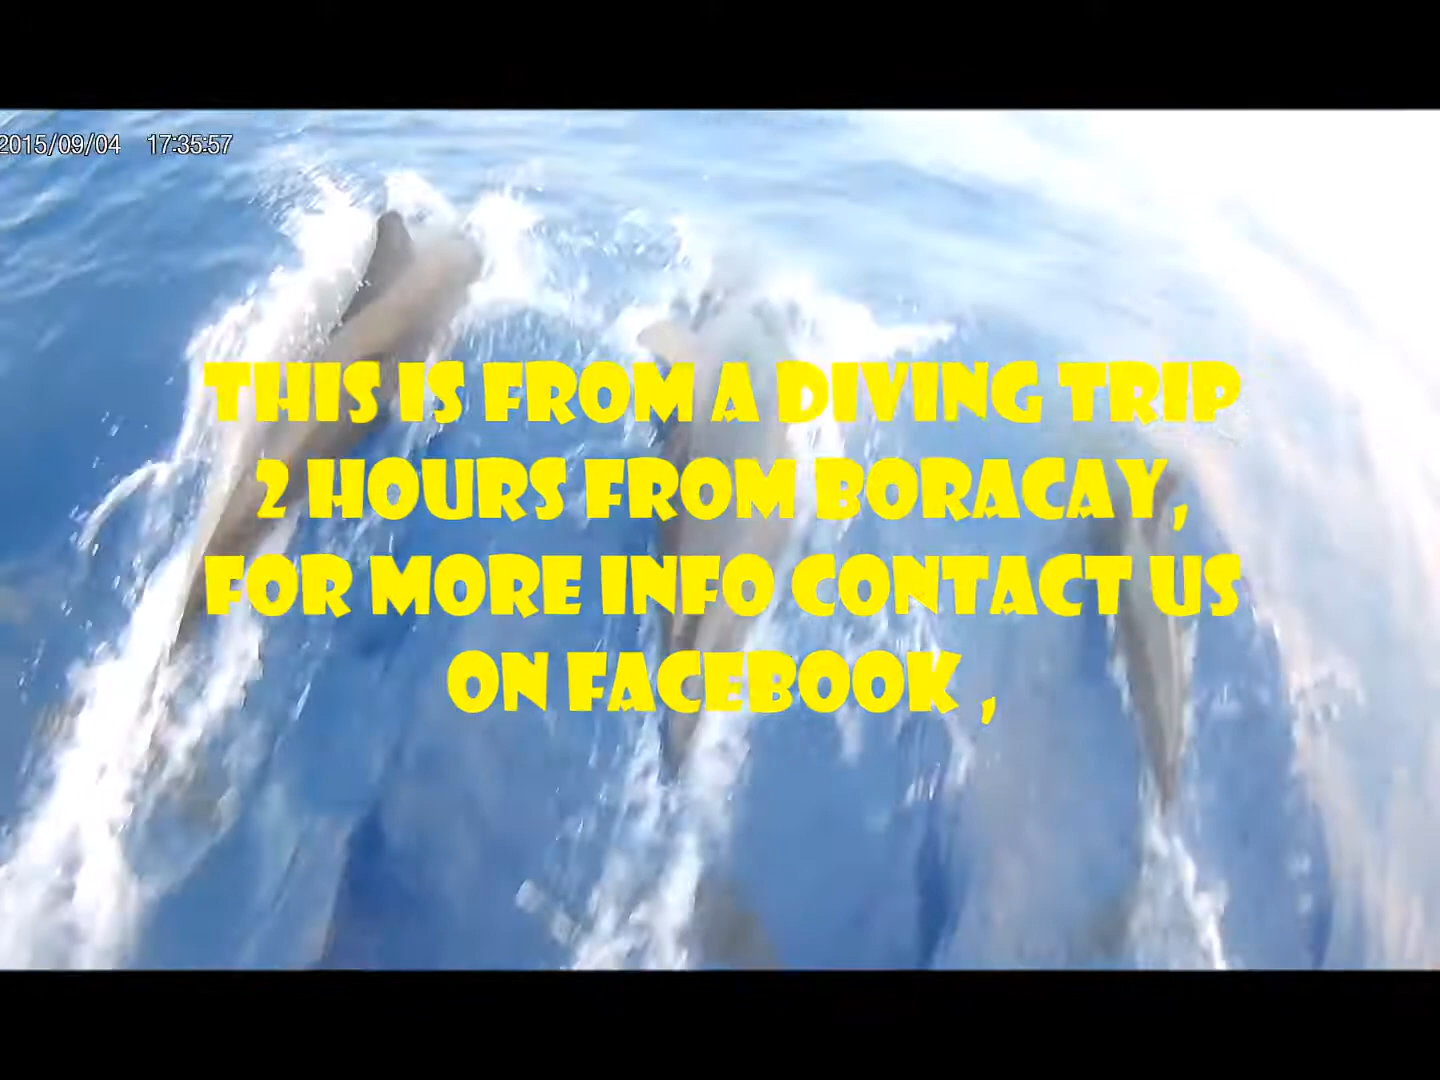 2015/09/04 17:35:57
THIS IS FROM A DIVING TRIP
2 HOURS FROM BORACAY,
FOR MORE INFO CONTACT US
ON FACEBOOK ,